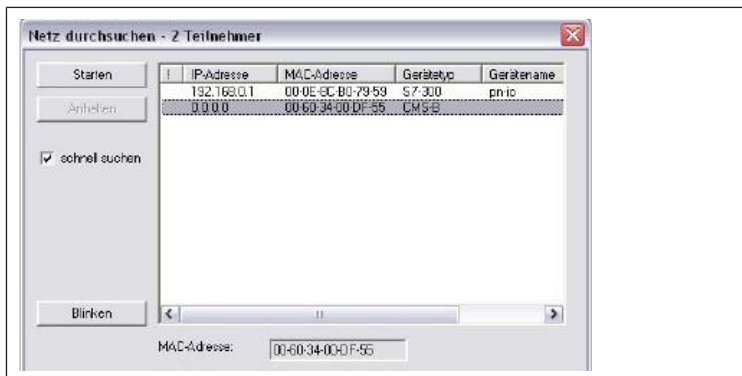 Netz durchsuchen - 2 Teilnehmer
Starten
Anhalten
schnell suchen
Blinken
! IP-Adresse MAC-Adresse Gerätetyp Gerätename
192.168.0.1 00-0E-8C-B0-79-59 S7-300 pn-io
0.0.0.0 00-60-34-00-DF-55 CMS-B
MAC-Adresse: 00-60-34-00-DF-55